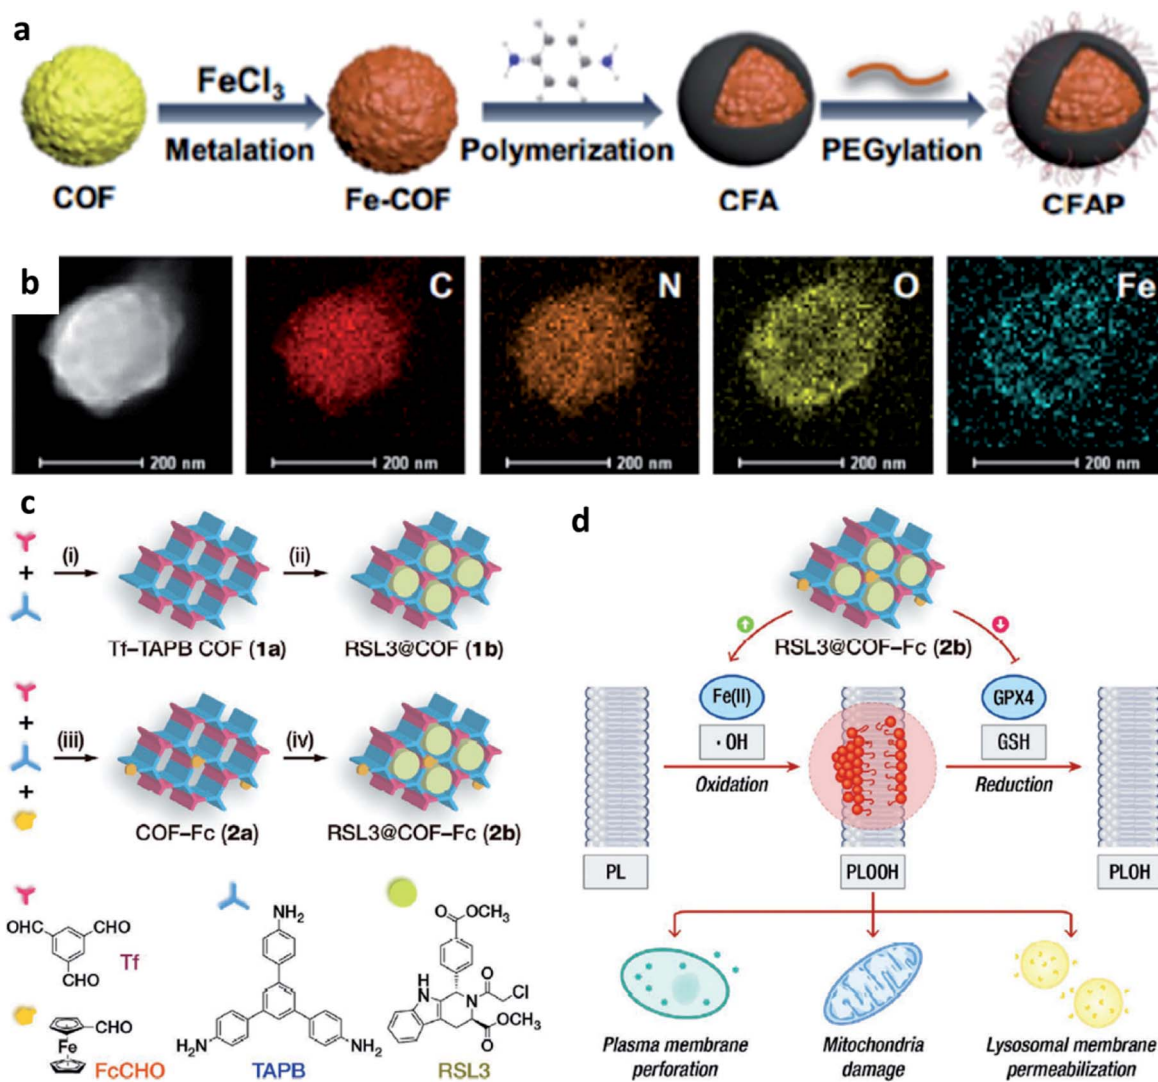 a
FeCl3
Metalation
Polymerization
PEGylation
COF
Fe-COF
CFA
CFAP
b
C
N
O
Fe
200 nm
200 nm
200 nm
200 nm
200 nm
c
(i)
(ii)
Tf–TAPB COF (1a)
RSL3@COF (1b)
(iii)
(iv)
COF–Fc (2a)
RSL3@COF–Fc (2b)
OHC
CHO
CHO
Tf
CHO
Fe
FcCHO
NH2
H2N
NH2
TAPB
O
OCH3
H
N
N
O
Cl
OCH3
O
RSL3
d
RSL3@COF–Fc (2b)
Fe(II)
· OH
Oxidation
GPX4
GSH
Reduction
PL
PLOOH
PLOH
Plasma membrane
perforation
Mitochondria
damage
Lysosomal membrane
permeabilization